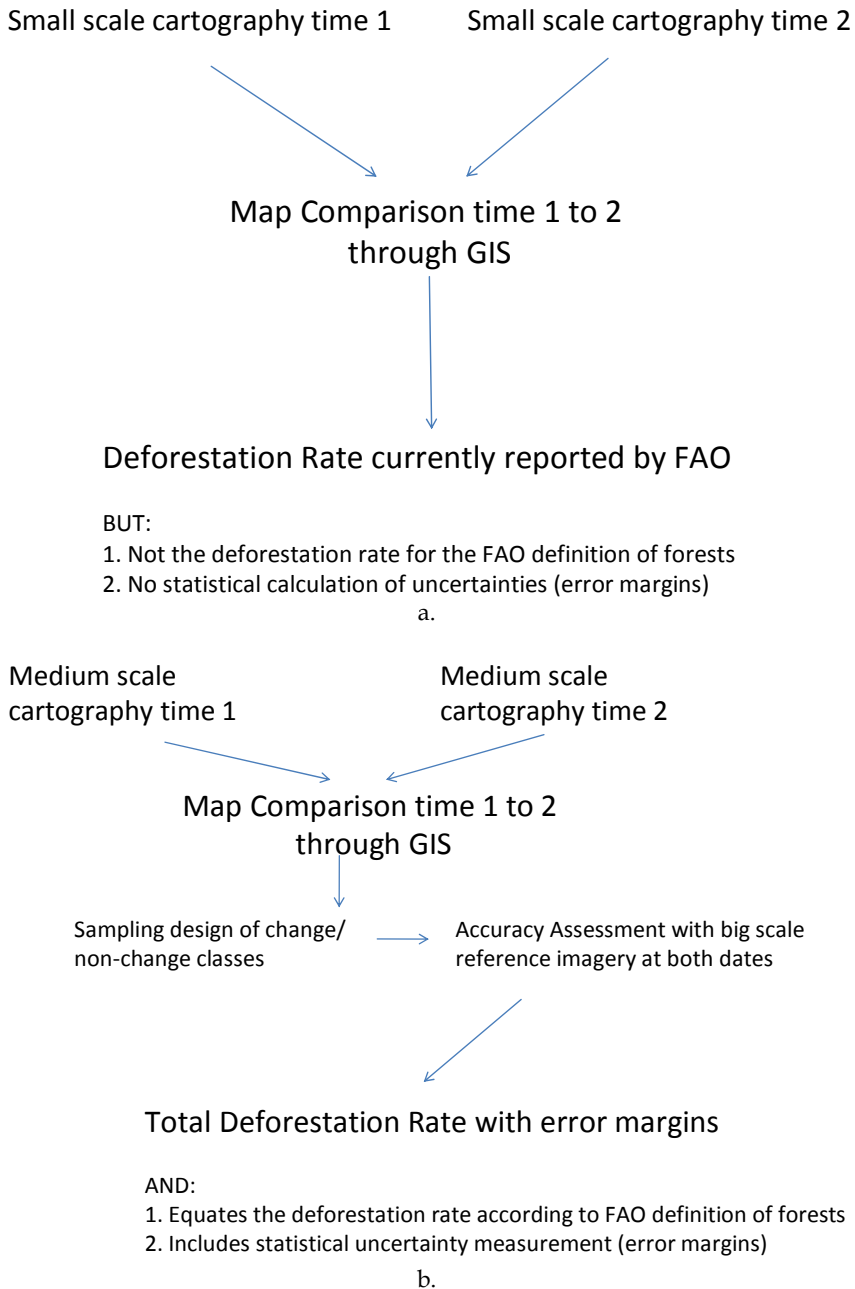 Small scale cartography time 1
Small scale cartography time 2
Map Comparison time 1 to 2
through GIS
Deforestation Rate currently reported by FAO
BUT:
1. Not the deforestation rate for the FAO definition of forests
2. No statistical calculation of uncertainties (error margins)
a.
Medium scale
cartography time 1
Medium scale
cartography time 2
Map Comparison time 1 to 2
through GIS
Sampling design of change/
non-change classes
Accuracy Assessment with big scale
reference imagery at both dates
Total Deforestation Rate with error margins
AND:
1. Equates the deforestation rate according to FAO definition of forests
2. Includes statistical uncertainty measurement (error margins)
b.